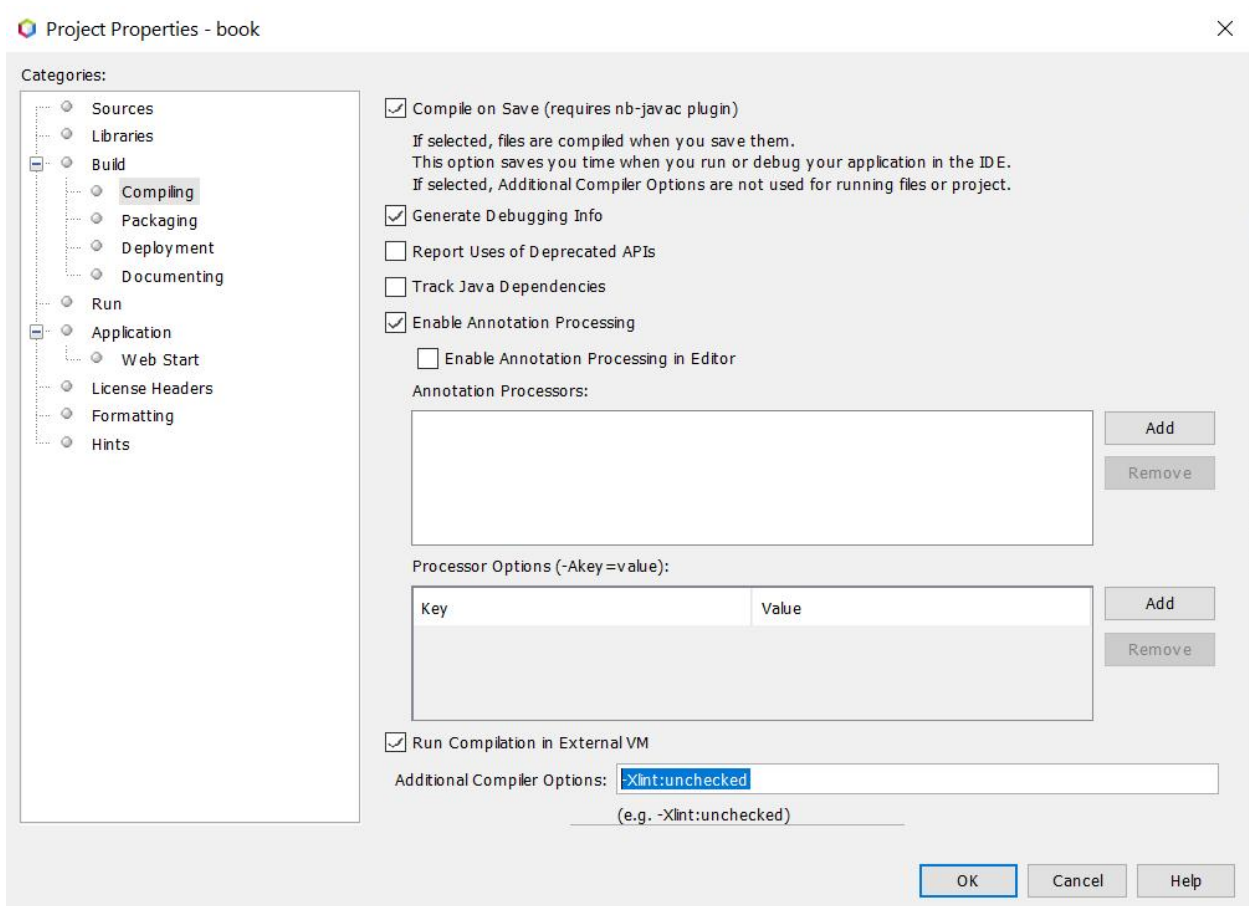 Project Properties - book
Categories:
Sources
Libraries
Build
Compiling
Packaging
Deployment
Documenting
Run
Application
Web Start
License Headers
Formatting
Hints
Compile on Save (requires nb-javac plugin)
If selected, files are compiled when you save them.
This option saves you time when you run or debug your application in the IDE.
If selected, Additional Compiler Options are not used for running files or project.
Generate Debugging Info
Report Uses of Deprecated APIs
Track Java Dependencies
Enable Annotation Processing
Enable Annotation Processing in Editor
Annotation Processors:
Add
Remove
Processor Options (-Akey=value):
Key Value
Add
Remove
Run Compilation in External VM
Additional Compiler Options: -Xlint:unchecked
(e.g. -Xlint:unchecked)
OK Cancel Help